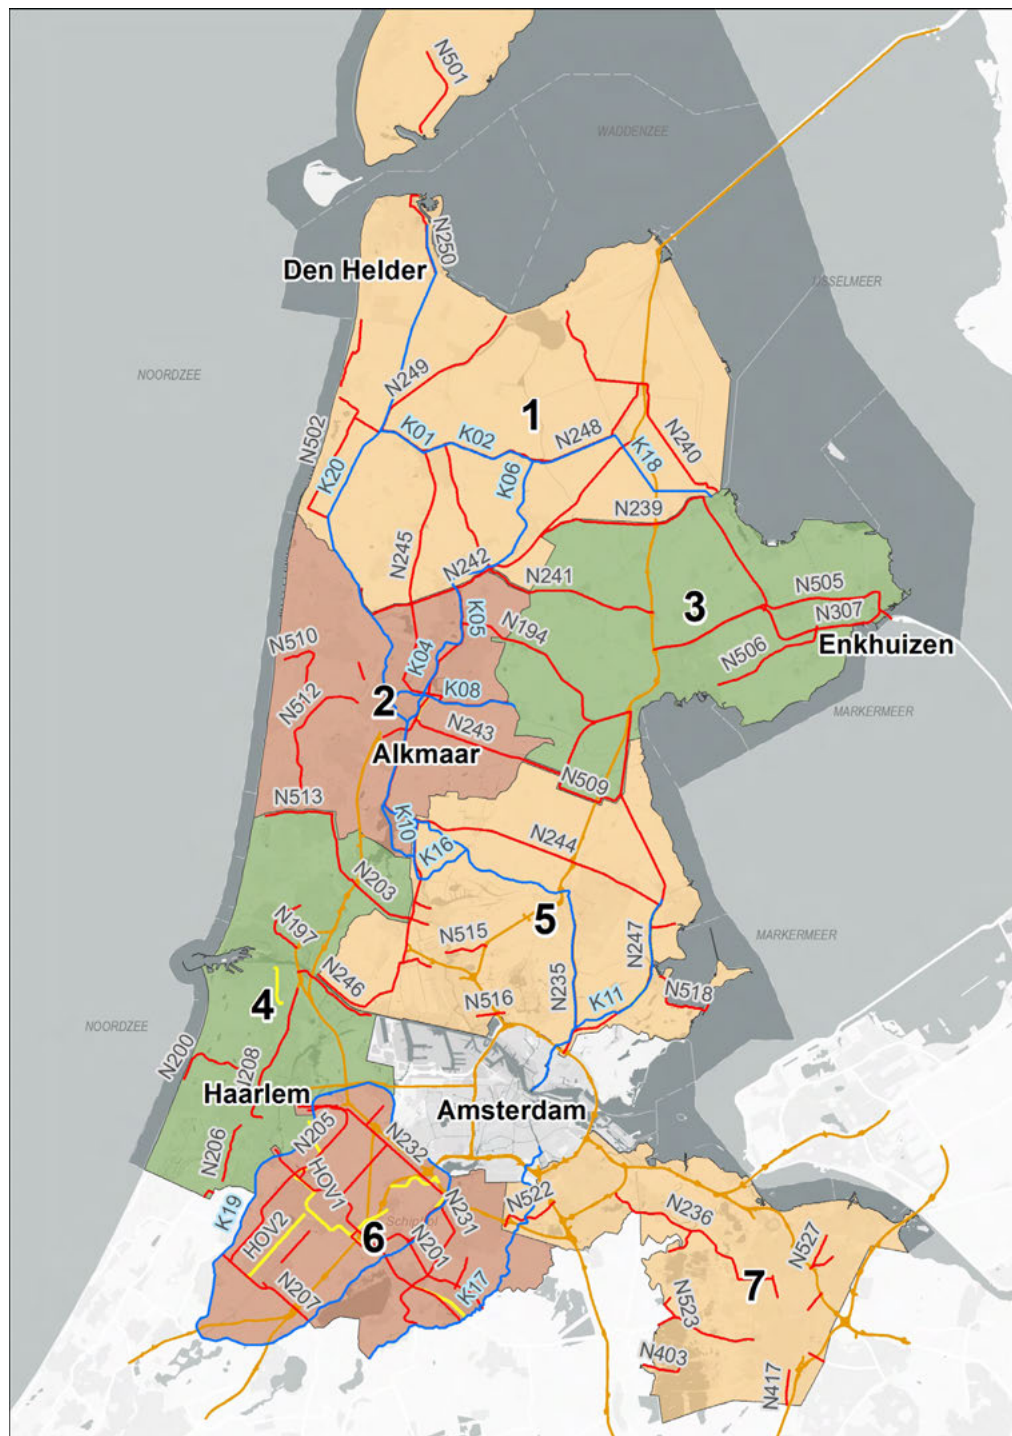 N501
WADDENZEE
N250
Den Helder
IJSSELMEER
NOORDZEE
N249
1
N502
K01
K02
N248
N240
K20
K06
K18
N239
N245
N242
N241
3
N505
K05
N194
N307
N510
K04
N506
Enkhuizen
2
K08
N512
N243
MARKERMEER
Alkmaar
N509
N513
K10
K16
N244
N203
5
N197
N515
N247
MARKERMEER
N246
N235
4
N516
K11
N518
NOORDZEE
N200
N208
Haarlem
Amsterdam
N205
N232
N206
HOV1
K19
N231
N522
N236
HOV2
Schiphol
6
N201
N527
N207
K17
7
N523
N403
N417